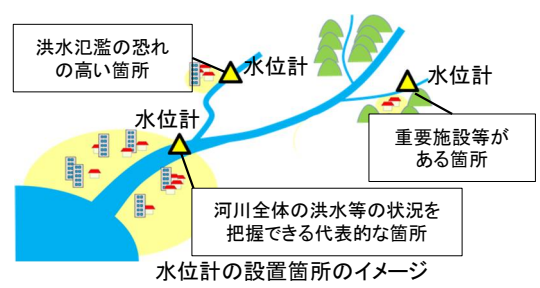 洪水氾濫の恐れ
の高い箇所
水位計
水位計
水位計
重要施設等が
ある箇所
河川全体の洪水等の状況を
把握できる代表的な箇所
水位計の設置箇所のイメージ